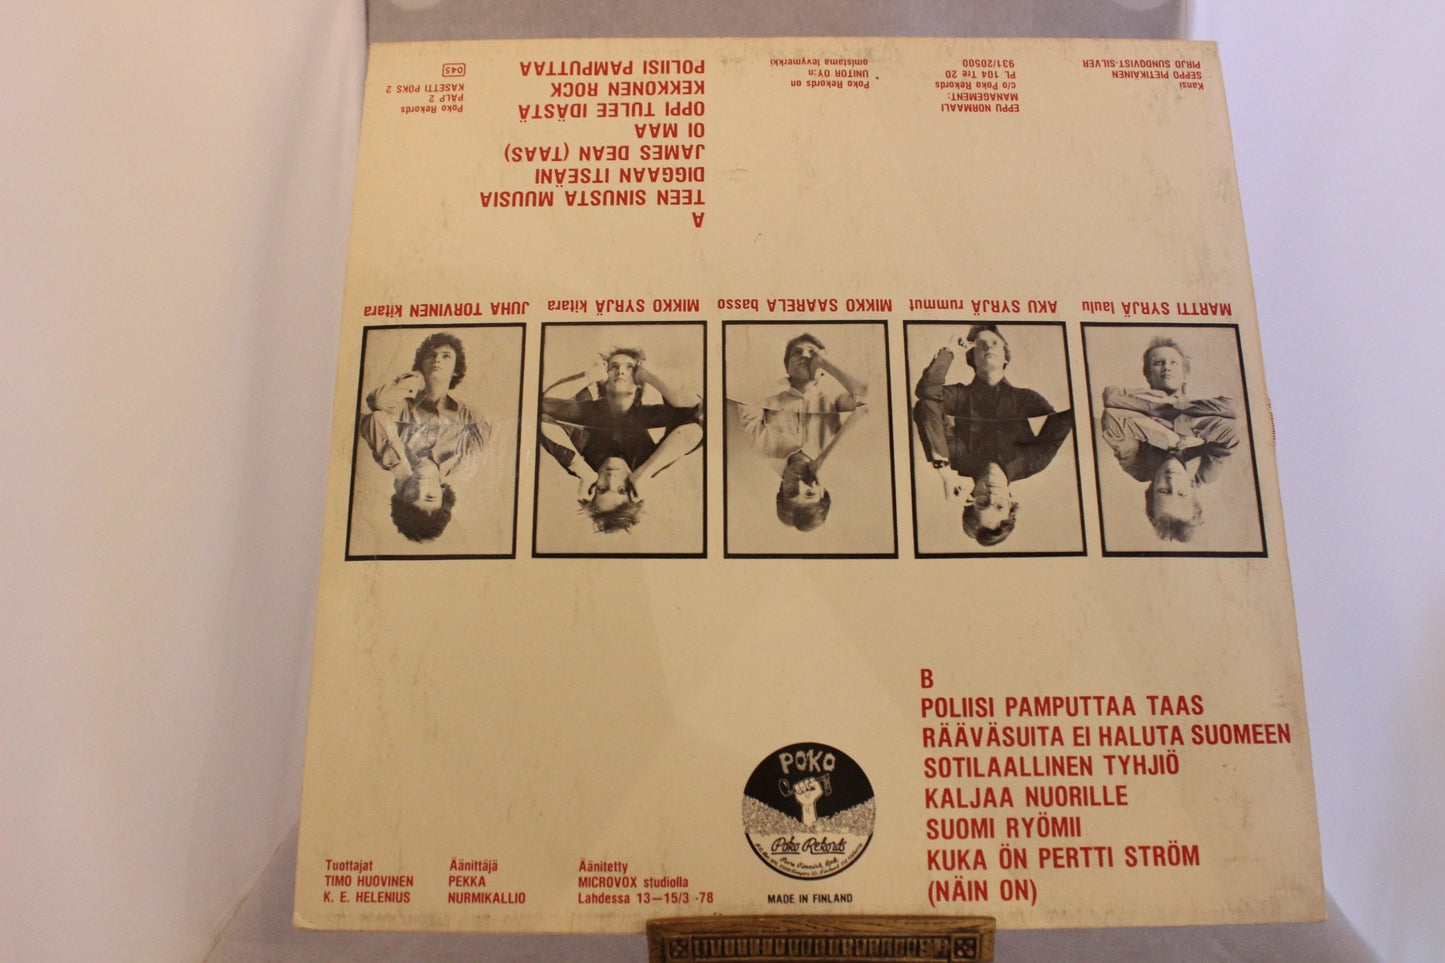 A
TEEN SINUSTA MUUSIA
DIGGAAN ITSEÄNI
JAMES DEAN (TAAS)
OI MAA
OPPI TULEE IDÄSTÄ
KEKKONEN ROCK
POLIISI PAMPUTTAA
Poko Rekords
PALP 2
KASETTI POKS 2
045
Poko Rekords on
UNITOR OY:n
omistama levymerkki
EPPU NORMAALI
MANAGEMENT:
c/o Poko Rekords
PL 104 Tre 20
931/20500
Kansi
SEPPO PIETIKÄINEN
PIRJO SUNDQVIST-SILVER
JUHA TORVINEN kitara
MIKKO SYRJÄ kitara
MIKKO SAARELA basso
AKU SYRJÄ rummut
MARTTI SYRJÄ laulu
B
POLIISI PAMPUTTAA TAAS
RÄÄVÄSUITA EI HALUTA SUOMEEN
SOTILAALLINEN TYHJIÖ
KALJAA NUORILLE
SUOMI RYÖMII
KUKA ÖN PERTTI STRÖM
(NÄIN ON)
POKO
Poko Rekords
Pure Finnish Rock
MADE IN FINLAND
Tuottajat
TIMO HUOVINEN
K. E. HELENIUS
Äänittäjä
PEKKA
NURMIKALLIO
Äänitetty
MICROVOX studiolla
Lahdessa 13—15/3 -78